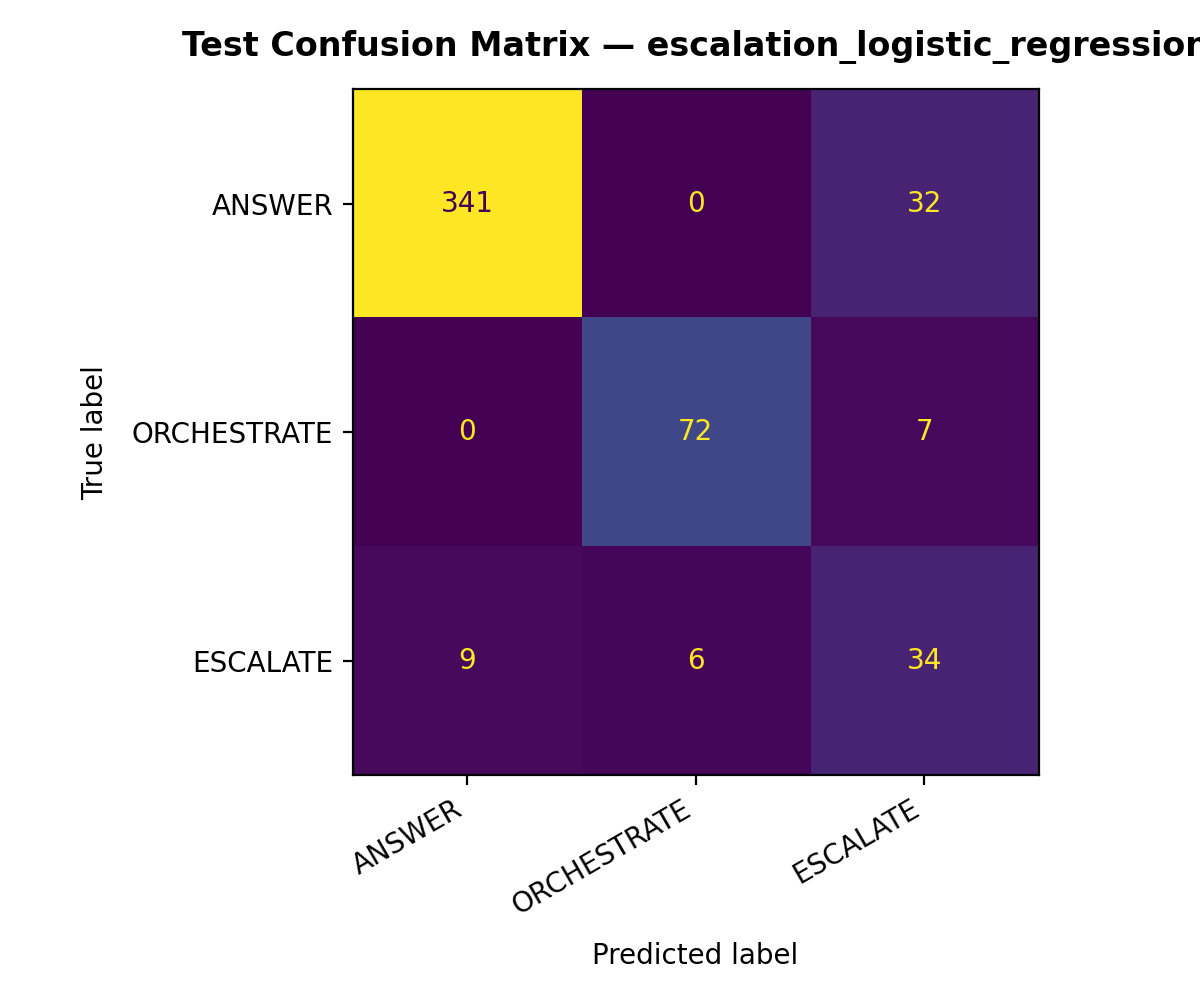 Test Confusion Matrix — escalation_logistic_regression
ANSWER
341
0
32
ORCHESTRATE
0
72
7
ESCALATE
9
6
34
True label
ANSWER
ORCHESTRATE
ESCALATE
Predicted label